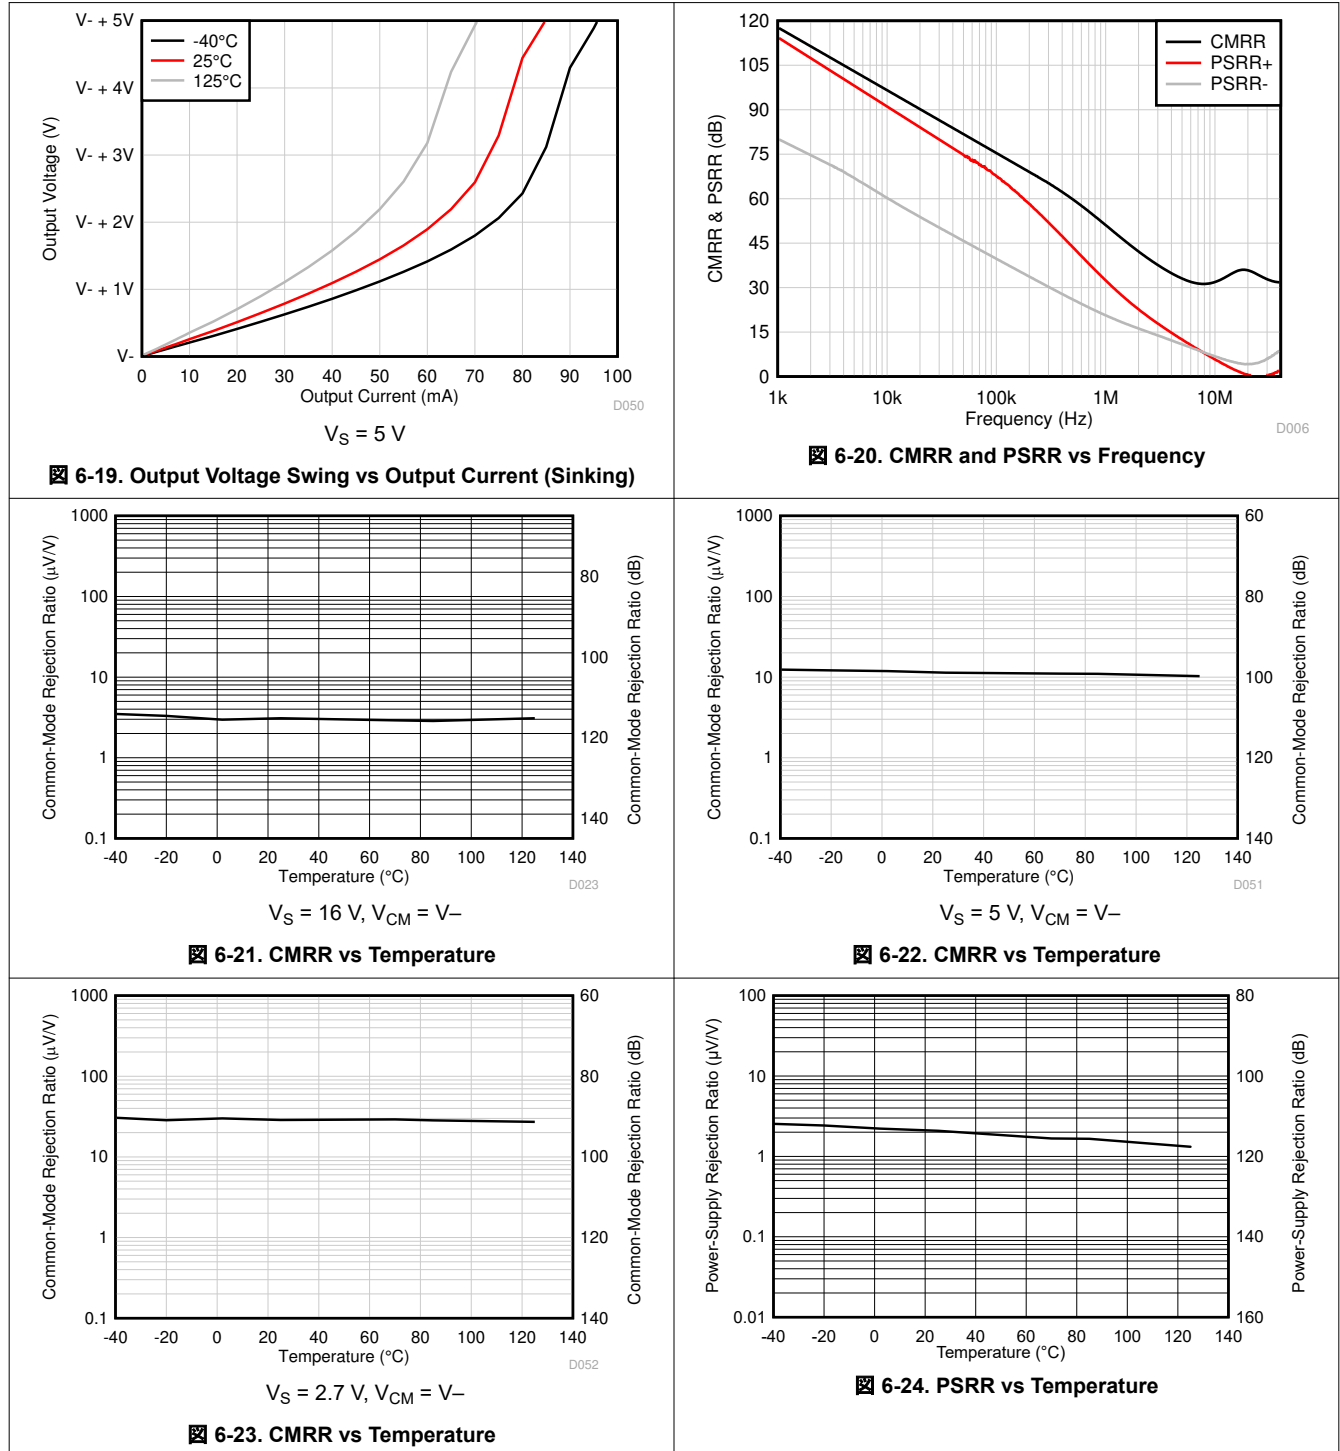 V- + 5V
V- + 4V
V- + 3V
V- + 2V
V- + 1V
V-
Output Voltage (V)
-40°C
25°C
125°C
0 10 20 30 40 50 60 70 80 90 100
Output Current (mA)
D050
V_S = 5 V
図 6-19. Output Voltage Swing vs Output Current (Sinking)
120
105
90
75
60
45
30
15
0
CMRR & PSRR (dB)
CMRR
PSRR+
PSRR-
1k 10k 100k 1M 10M
Frequency (Hz)
D006
図 6-20. CMRR and PSRR vs Frequency
1000
100
10
1
0.1
Common-Mode Rejection Ratio (µV/V)
80
100
120
140
Common-Mode Rejection Ratio (dB)
-40 -20 0 20 40 60 80 100 120 140
Temperature (°C)
D023
V_S = 16 V, V_CM = V–
図 6-21. CMRR vs Temperature
1000
100
10
1
0.1
Common-Mode Rejection Ratio (µV/V)
60
80
100
120
140
Common-Mode Rejection Ratio (dB)
-40 -20 0 20 40 60 80 100 120 140
Temperature (°C)
D051
V_S = 5 V, V_CM = V–
図 6-22. CMRR vs Temperature
1000
100
10
1
0.1
Common-Mode Rejection Ratio (µV/V)
60
80
100
120
140
Common-Mode Rejection Ratio (dB)
-40 -20 0 20 40 60 80 100 120 140
Temperature (°C)
D052
V_S = 2.7 V, V_CM = V–
図 6-23. CMRR vs Temperature
100
10
1
0.1
0.01
Power-Supply Rejection Ratio (µV/V)
80
100
120
140
160
Power-Supply Rejection Ratio (dB)
-40 -20 0 20 40 60 80 100 120 140
Temperature (°C)
図 6-24. PSRR vs Temperature